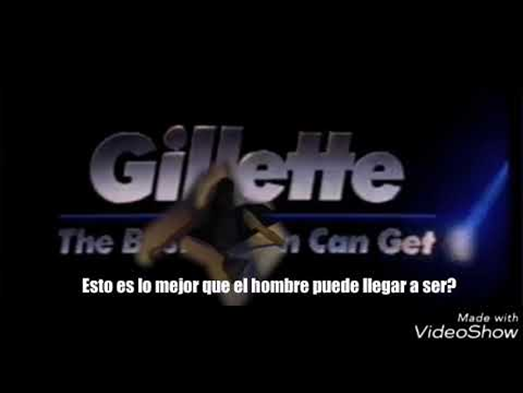 Gillette
The Can Get
Esto es lo mejor que el hombre puede llegar a ser?
Made with
VideoShow